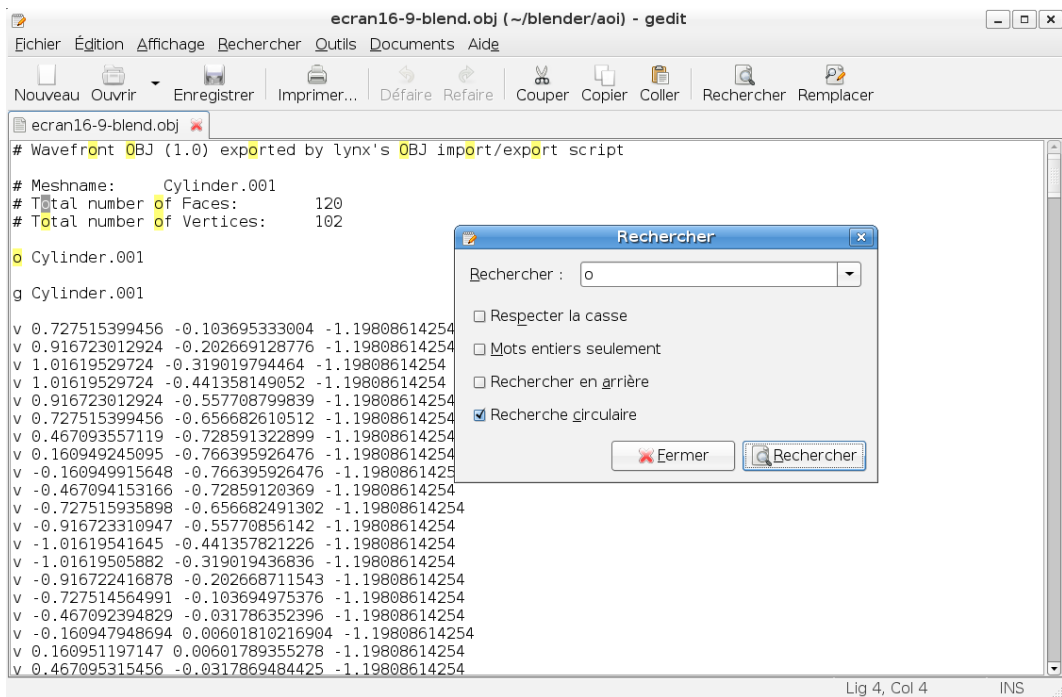 ecran16-9-blend.obj (~/blender/aoi) - gedit
Fichier Édition Affichage Rechercher Outils Documents Aide
Nouveau Ouvrir Enregistrer Imprimer... Défaire Refaire Couper Copier Coller Rechercher Remplacer
ecran16-9-blend.obj
# Wavefront OBJ (1.0) exported by lynx's OBJ import/export script
# Meshname: Cylinder.001
# Total number of Faces: 120
# Total number of Vertices: 102
o Cylinder.001
g Cylinder.001
v 0.727515399456 -0.103695333004 -1.19808614254
v 0.916723012924 -0.202669128776 -1.19808614254
v 1.01619529724 -0.319019794464 -1.19808614254
v 1.01619529724 -0.441358149052 -1.19808614254
v 0.916723012924 -0.557708799839 -1.19808614254
v 0.727515399456 -0.656682610512 -1.19808614254
v 0.467093557119 -0.728591322899 -1.19808614254
v 0.160949245095 -0.766395926476 -1.19808614254
v -0.160949915648 -0.766395926476 -1.1980861425
v -0.467094153166 -0.72859120369 -1.19808614254
v -0.727515935898 -0.656682491302 -1.19808614254
v -0.916723310947 -0.55770856142 -1.19808614254
v -1.01619541645 -0.441357821226 -1.19808614254
v -1.01619505882 -0.319019436836 -1.19808614254
v -0.916722416878 -0.202668711543 -1.19808614254
v -0.727514564991 -0.103694975376 -1.19808614254
v -0.467092394829 -0.031786352396 -1.19808614254
v -0.160947948694 0.00601810216904 -1.19808614254
v 0.160951197147 0.00601789355278 -1.19808614254
v 0.467095315456 -0.0317869484425 -1.19808614254
Rechercher
Rechercher : o
Respecter la casse
Mots entiers seulement
Rechercher en arrière
Recherche circulaire
Fermer Rechercher
Lig 4, Col 4 INS